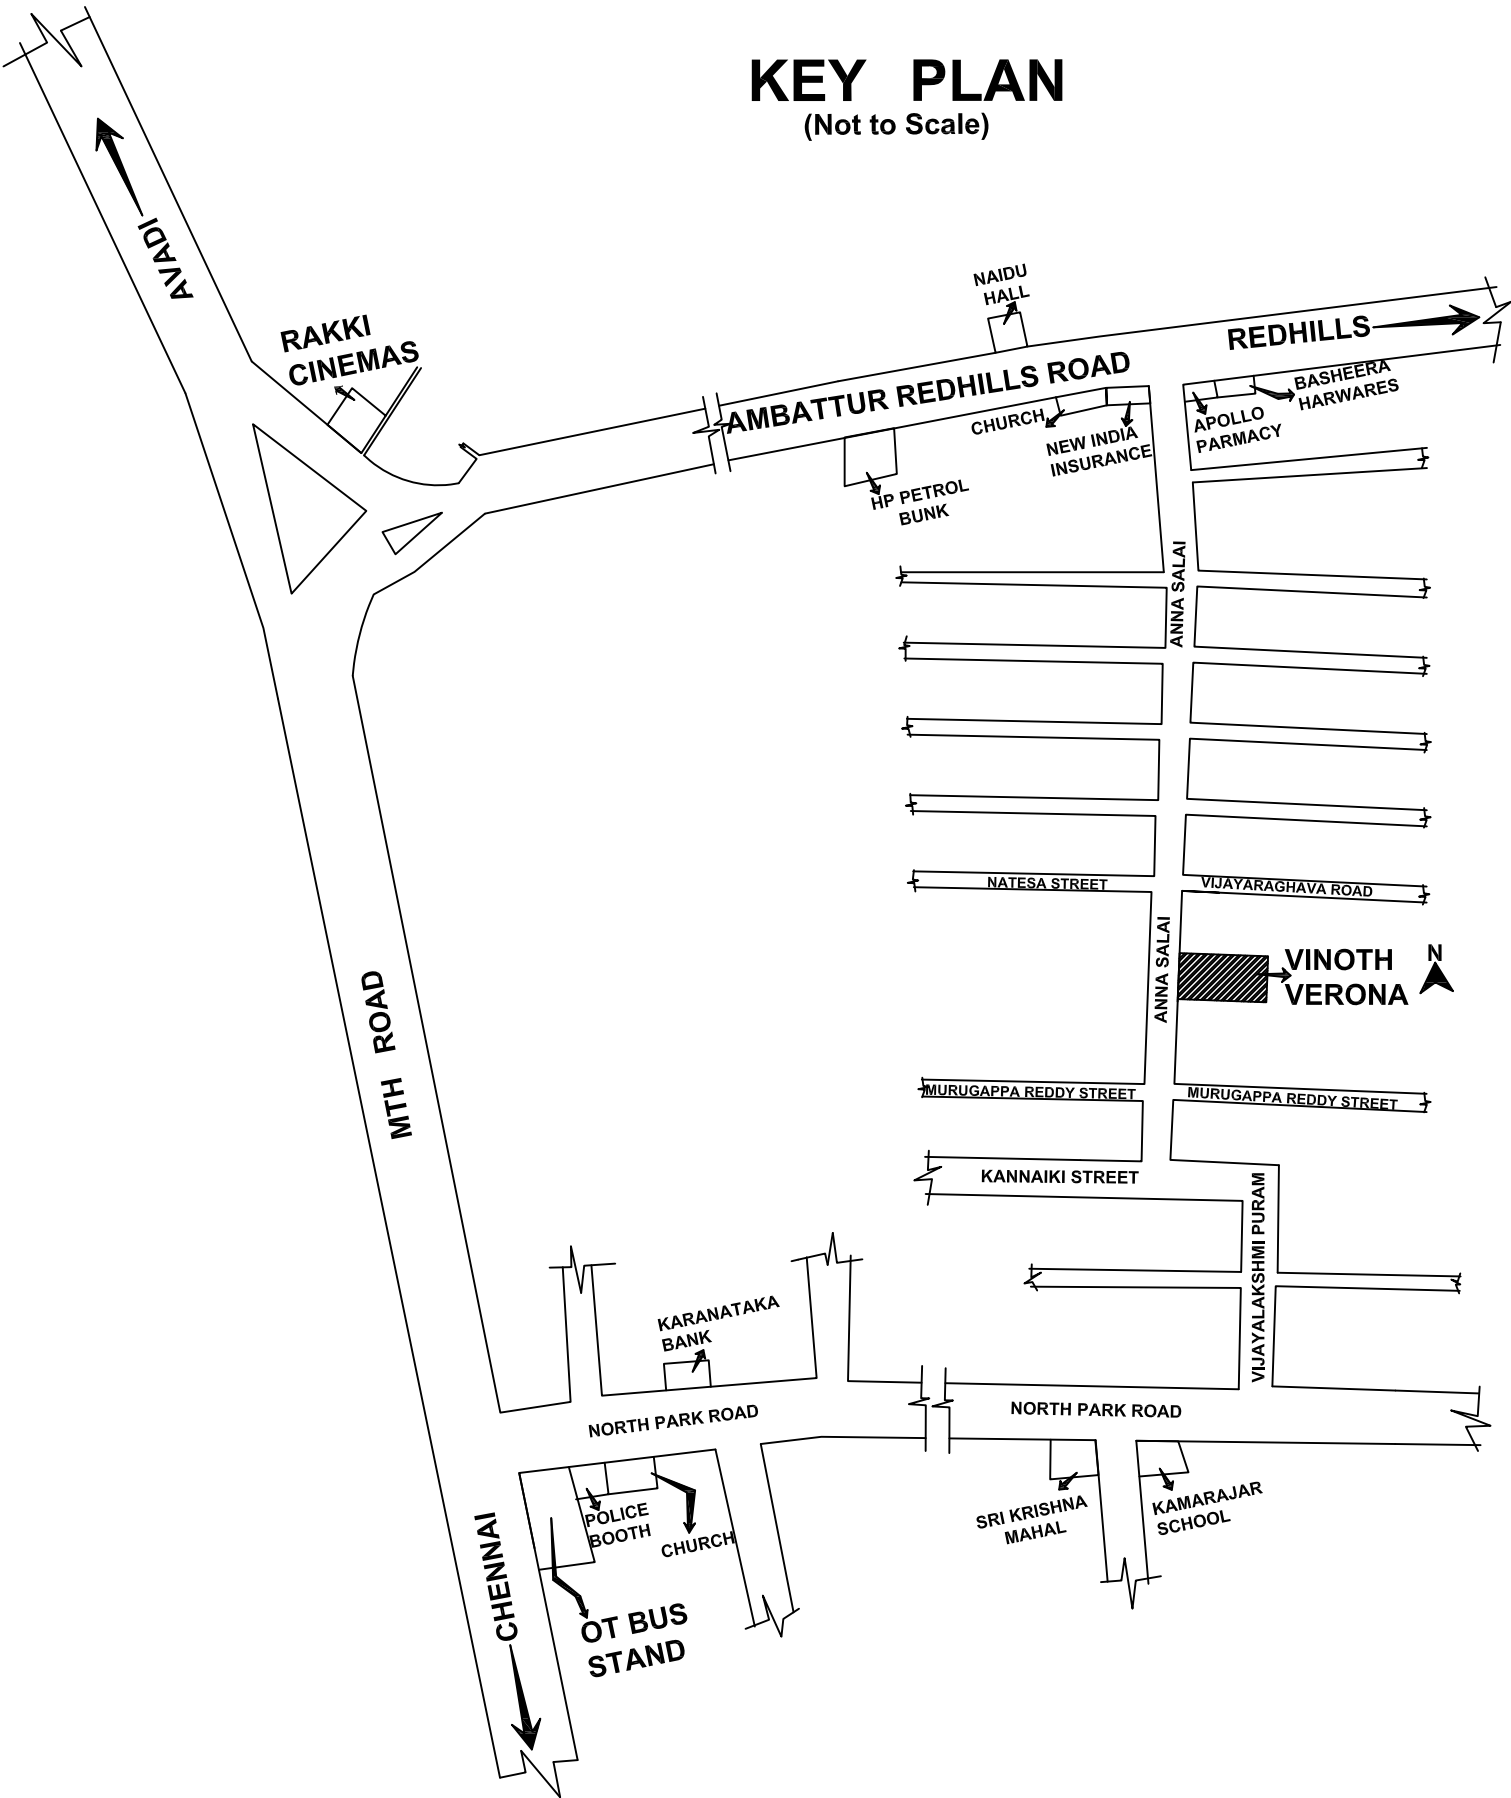 KEY PLAN
(Not to Scale)
AVADI
RAKKI
CINEMAS
NAIDU
HALL
REDHILLS
AMBATTUR REDHILLS ROAD
BASHEERA
HARWARES
CHURCH
NEW INDIA
INSURANCE
APOLLO
PARMACY
HP PETROL
BUNK
ANNA SALAI
NATESA STREET
VIJAYARAGHAVA ROAD
ANNA SALAI
VINOTH
VERONA
N
MTH ROAD
MURUGAPPA REDDY STREET
MURUGAPPA REDDY STREET
KANNAIKI STREET
VIJAYALAKSHMI PURAM
KARANATAKA
BANK
NORTH PARK ROAD
NORTH PARK ROAD
POLICE
BOOTH
CHURCH
SRI KRISHNA
MAHAL
KAMARAJAR
SCHOOL
CHENNAI
OT BUS
STAND